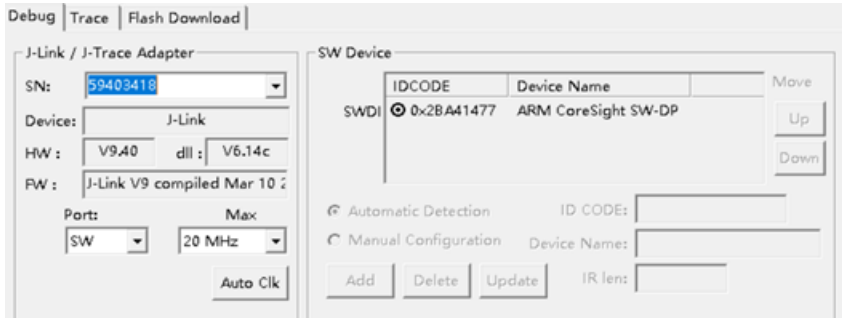 Debug Trace Flash Download
J-Link / J-Trace Adapter
SN: 59403418
Device: J-Link
HW : V9.40 dll : V6.14c
FW : J-Link V9 compiled Mar 10 2
Port: Max
SW 20 MHz
Auto Clk
SW Device
IDCODE Device Name
SWDI 0x2BA41477 ARM CoreSight SW-DP
Move
Up
Down
Automatic Detection ID CODE:
Manual Configuration Device Name:
Add Delete Update IR len: